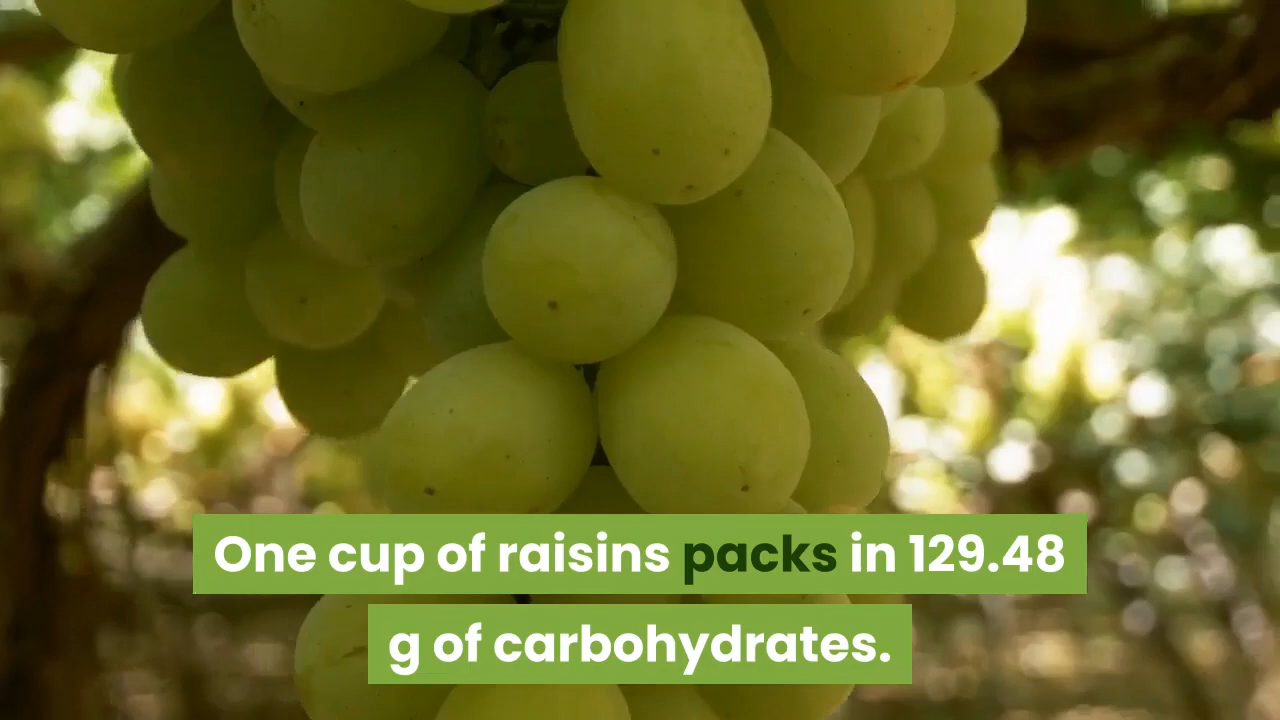 One cup of raisins packs in 129.48
g of carbohydrates.